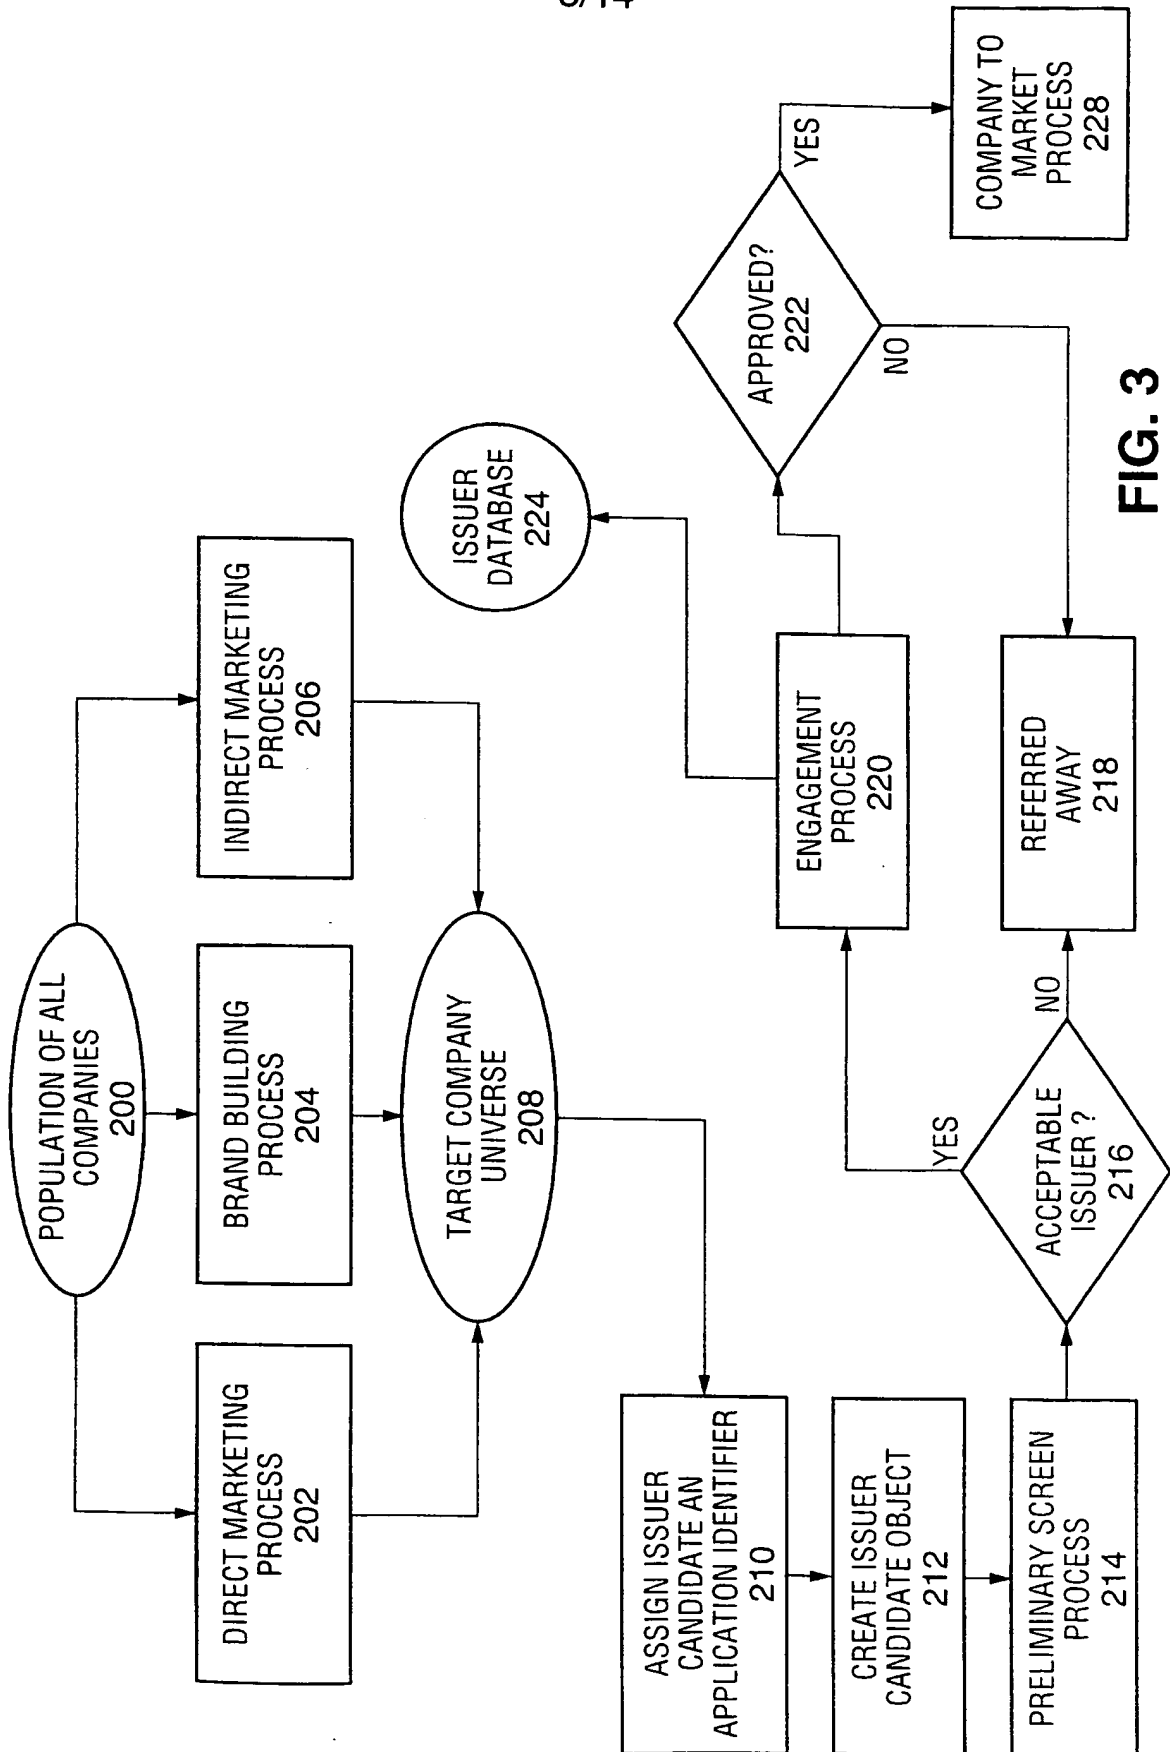 POPULATION OF ALL
COMPANIES
200
DIRECT MARKETING
PROCESS
202
BRAND BUILDING
PROCESS
204
INDIRECT MARKETING
PROCESS
206
TARGET COMPANY
UNIVERSE
208
ISSUER
DATABASE
224
ASSIGN ISSUER
CANDIDATE AN
APPLICATION IDENTIFIER
210
CREATE ISSUER
CANDIDATE OBJECT
212
PRELIMINARY SCREEN
PROCESS
214
ACCEPTABLE
ISSUER ?
216
YES
NO
ENGAGEMENT
PROCESS
220
REFERRED
AWAY
218
APPROVED?
222
YES
NO
COMPANY TO
MARKET
PROCESS
228
FIG. 3